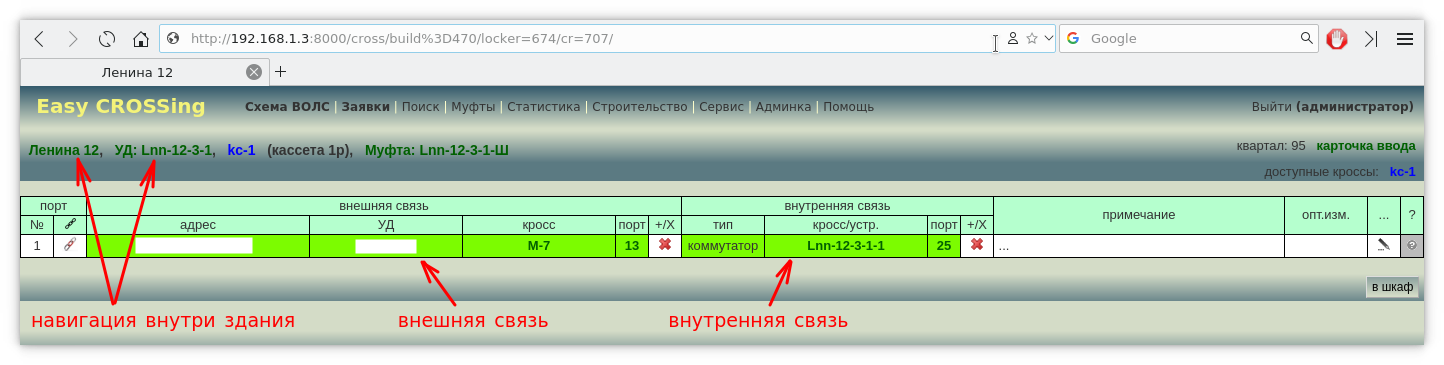 http://192.168.1.3:8000/cross/build%3D470/locker=674/cr=707/ Google
Ленина 12
Easy CROSSing Схема ВОЛС | Заявки | Поиск | Муфты | Статистика | Строительство | Сервис | Админка | Помощь Выйти (администратор)
Ленина 12, УД: Lnn-12-3-1, kc-1 (кассета 1р), Муфта: Lnn-12-3-1-Ш квартал: 95 карточка ввода
доступные кроссы: kc-1
порт внешняя связь внутренняя связь примечание опт.изм. ... ?
№ адрес УД кросс порт +/X тип кросс/устр. порт +/X
1 М-7 13 коммутатор Lnn-12-3-1-1 25 ... ?
в шкаф
навигация внутри здания внешняя связь внутренняя связь